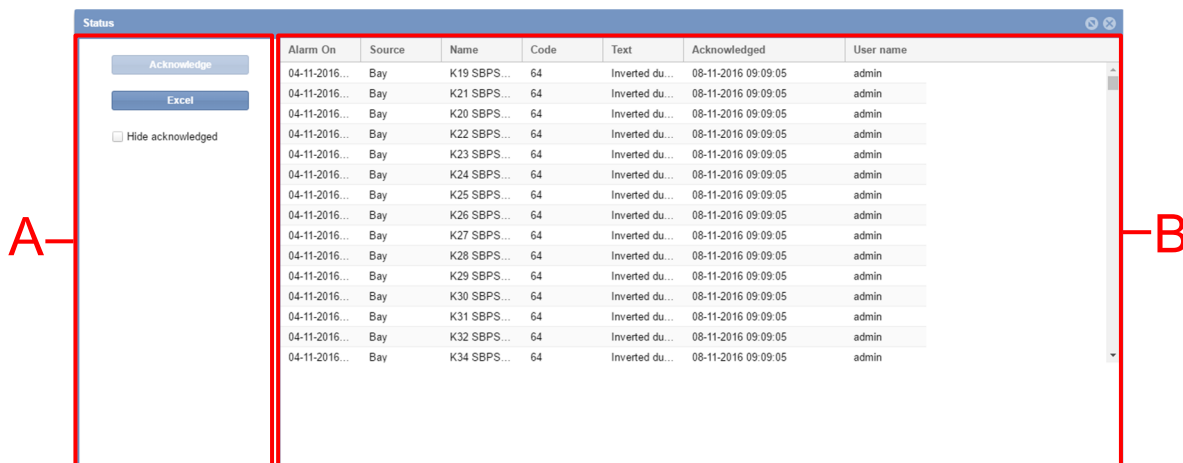 Status
Acknowledge
Excel
Hide acknowledged
A
Alarm On Source Name Code Text Acknowledged User name
04-11-2016... Bay K19 SBPS... 64 Inverted du... 08-11-2016 09:09:05 admin
04-11-2016... Bay K21 SBPS... 64 Inverted du... 08-11-2016 09:09:05 admin
04-11-2016... Bay K20 SBPS... 64 Inverted du... 08-11-2016 09:09:05 admin
04-11-2016... Bay K22 SBPS... 64 Inverted du... 08-11-2016 09:09:05 admin
04-11-2016... Bay K23 SBPS... 64 Inverted du... 08-11-2016 09:09:05 admin
04-11-2016... Bay K24 SBPS... 64 Inverted du... 08-11-2016 09:09:05 admin
04-11-2016... Bay K25 SBPS... 64 Inverted du... 08-11-2016 09:09:05 admin
04-11-2016... Bay K26 SBPS... 64 Inverted du... 08-11-2016 09:09:05 admin
04-11-2016... Bay K27 SBPS... 64 Inverted du... 08-11-2016 09:09:05 admin
04-11-2016... Bay K28 SBPS... 64 Inverted du... 08-11-2016 09:09:05 admin
04-11-2016... Bay K29 SBPS... 64 Inverted du... 08-11-2016 09:09:05 admin
04-11-2016... Bay K30 SBPS... 64 Inverted du... 08-11-2016 09:09:05 admin
04-11-2016... Bay K31 SBPS... 64 Inverted du... 08-11-2016 09:09:05 admin
04-11-2016... Bay K32 SBPS... 64 Inverted du... 08-11-2016 09:09:05 admin
04-11-2016... Bay K34 SBPS... 64 Inverted du... 08-11-2016 09:09:05 admin
B